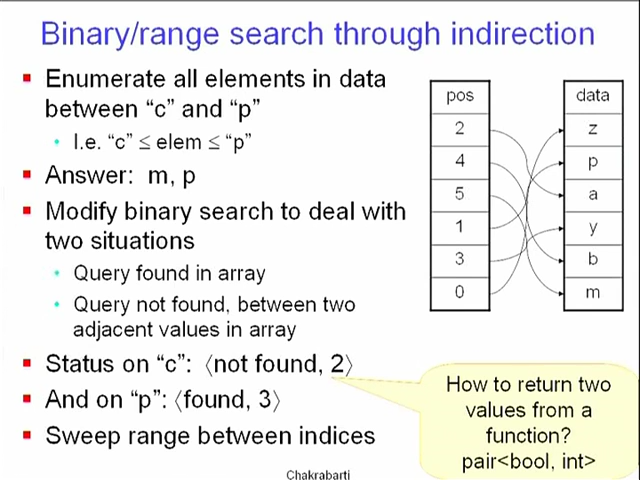 Binary/range search through indirection
Enumerate all elements in data
between “c” and “p”
I.e. “c” ≤ elem ≤ “p”
Answer: m, p
Modify binary search to deal with
two situations
Query found in array
Query not found, between two
adjacent values in array
Status on “c”: ⟨not found, 2⟩
And on “p”: ⟨found, 3⟩
Sweep range between indices
pos
2
4
5
1
3
0
data
z
p
a
y
b
m
How to return two
values from a
function?
pair<bool, int>
Chakrabarti